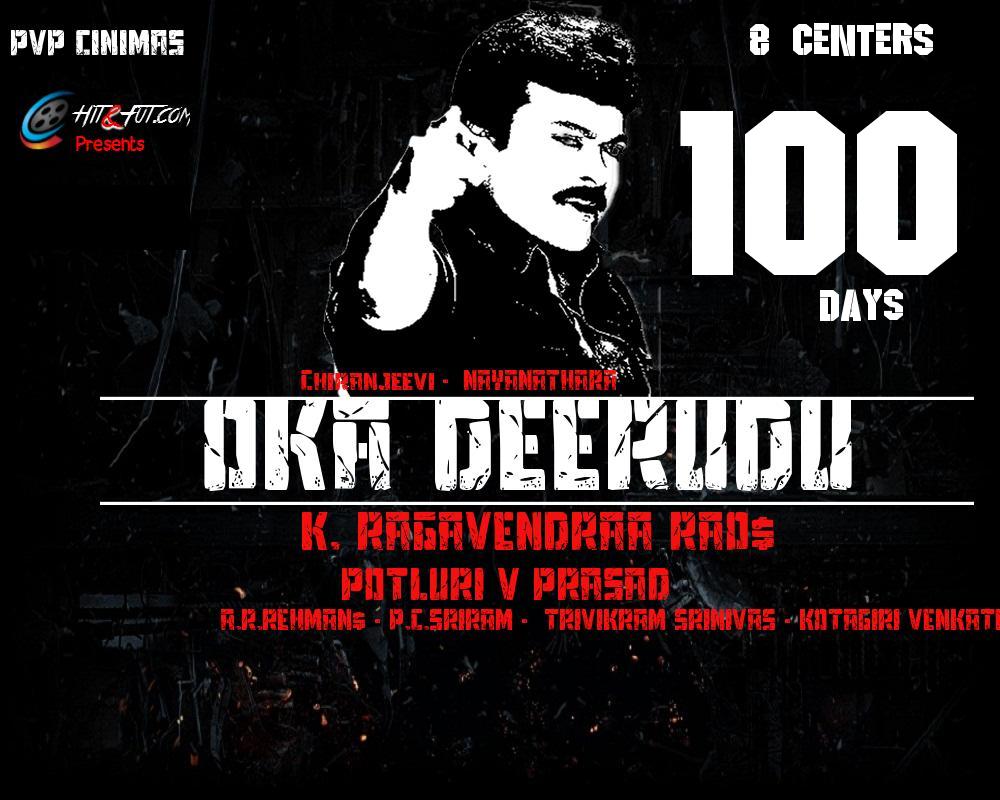 PVP CINIMAS
8 CENTERS
HIT&FUT.COM
Presents
100
DAYS
CHIRANJEEVI - NAYANATHARA
OKA DEERUDU
K. RAGAVENDRAA RAO$
POTLURI V PRASAD
A.R.REHMAN$ - P.C.SRIRAM - TRIVIKRAM SRINIVAS - KOTAGIRI VENKATE